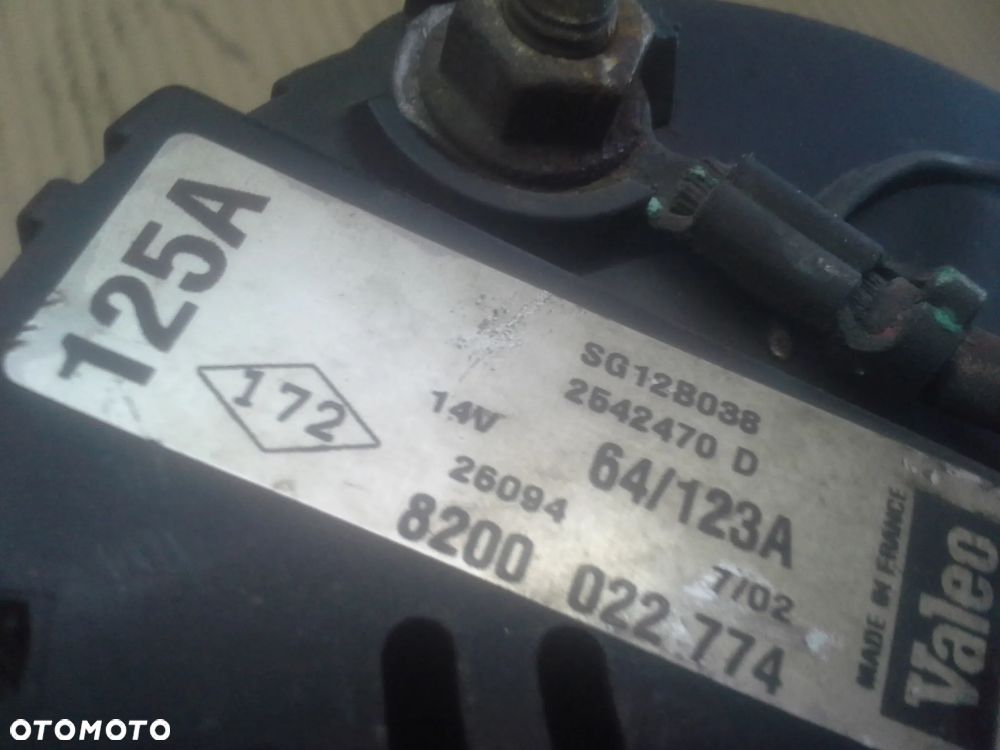 125A
172
14V
SG12B038
2542470 D
26094
64/123A
8200 022 774
7/02
MADE IN FRANCE
Valeo
OTOMOTO